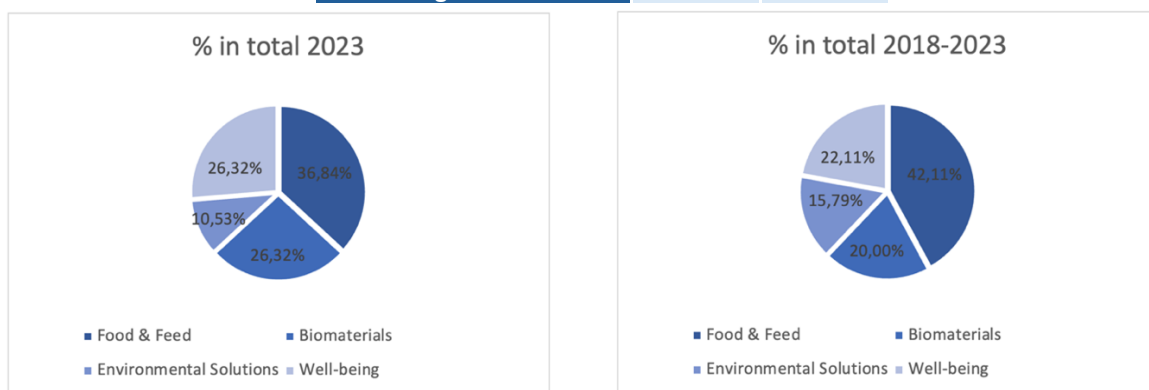 % in total 2023
26,32%
36,84%
10,53%
26,32%
Food & Feed
Biomaterials
Environmental Solutions
Well-being
% in total 2018-2023
22,11%
42,11%
15,79%
20,00%
Food & Feed
Biomaterials
Environmental Solutions
Well-being